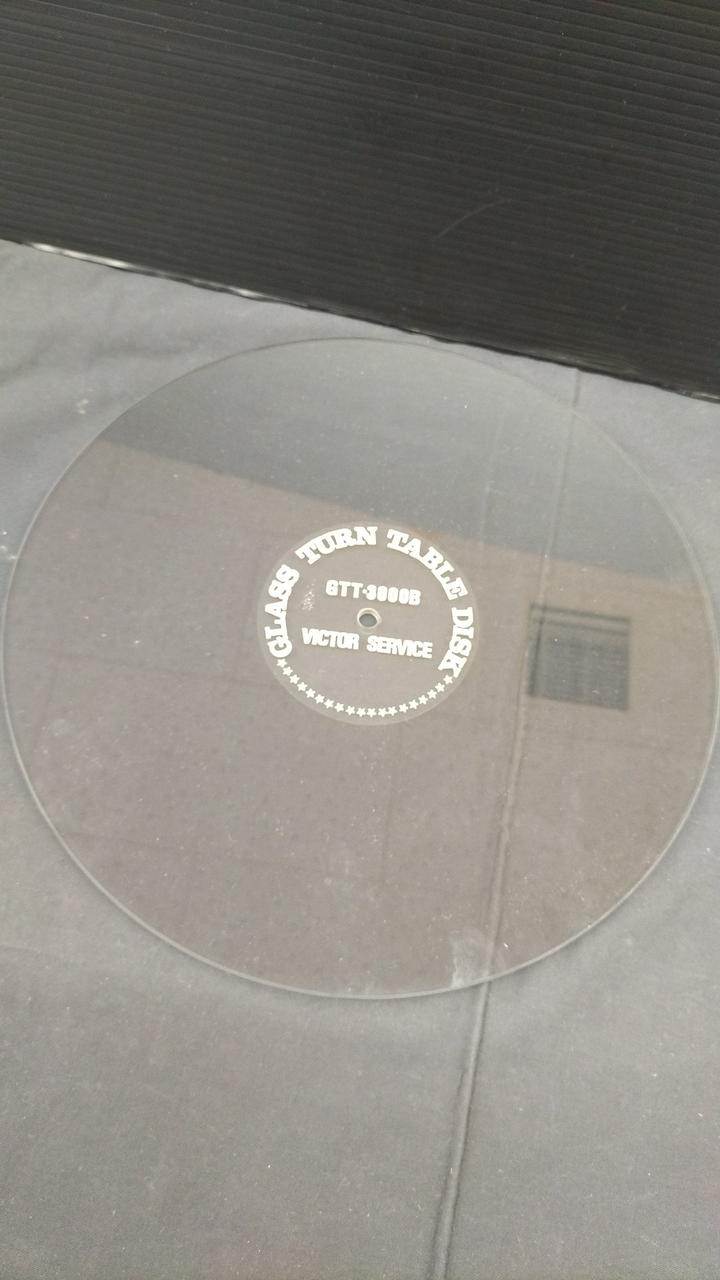 GLASS TURN TABLE DISK
GTT-3000B
VICTOR SERVICE